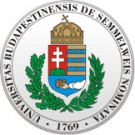 UNIVERSITAS BUDAPESTINENSIS DE SEMMELWEIS NOMINATA
• 1769 •